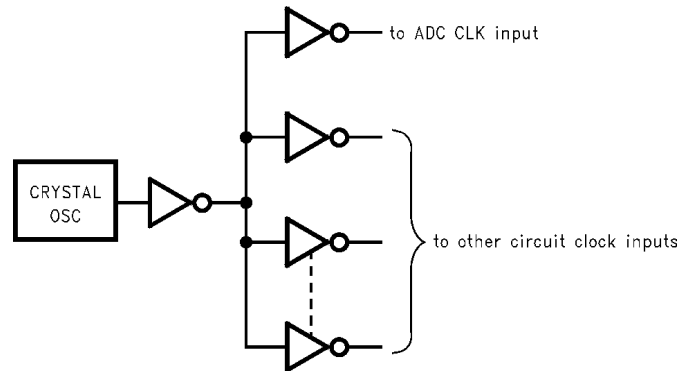 to ADC CLK input
CRYSTAL
OSC
to other circuit clock inputs